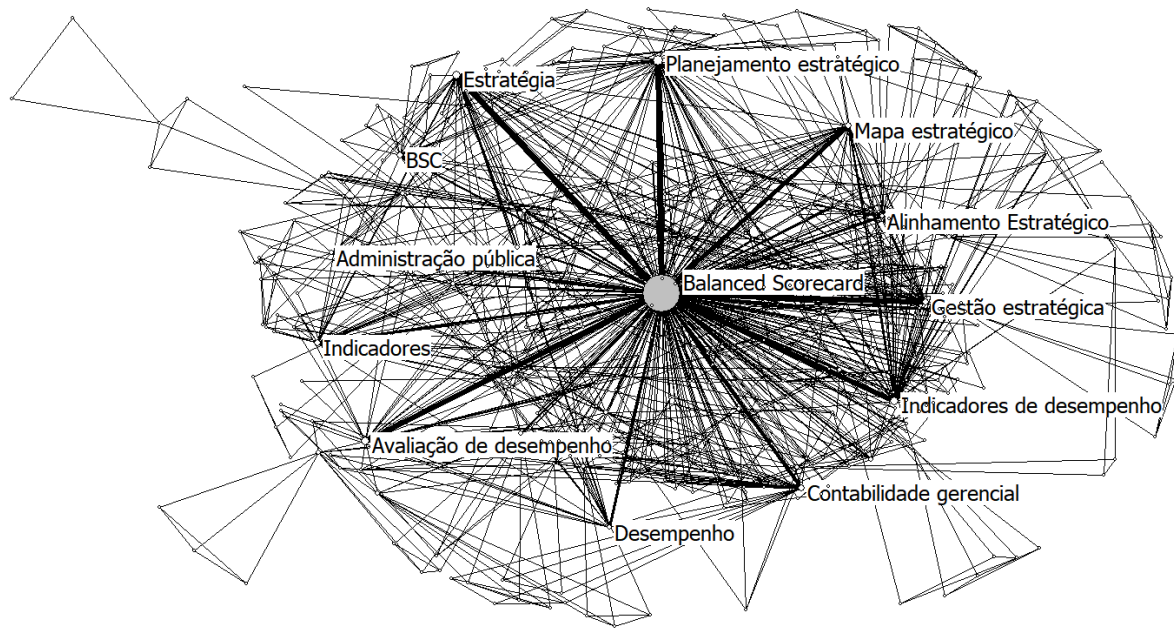 Planejamento estratégico
Estratégia
Mapa estratégico
BSC
Alinhamento Estratégico
Administração pública
Balanced Scorecard
Gestão estratégica
Indicadores
Indicadores de desempenho
Avaliação de desempenho
Contabilidade gerencial
Desempenho